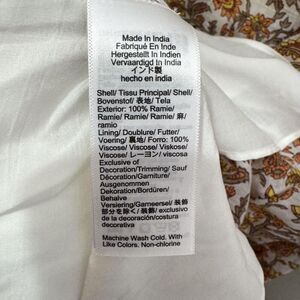 Made In India
Fabriqué En Inde
Hergestellt In Indien
Vervaardigd In India
インド製
hecho en india
Shell/ Tissu Principal/ Shell/
Bovenstof/ 表地/ Tela
Exterior: 100% Ramie/
Ramie/ Ramie/ Ramie/ 麻/
ramio
Lining/ Doublure/ Futter/
Voering/ 裏地/ Forro: 100%
Viscose/ Viscose/ Viskose/
Viscose/ レーヨン/ viscosa
Exclusive of
Decoration/Trimming/ Sauf
Décoration/Garniture/
Ausgenommen
Dekoration/Bordüren/
Behalve
Versiering/Garneersel/ 装飾
部分を除く/ 装飾/ exclusivo
de la decoración/costura
decorativa
Machine Wash Cold. With
Like Colors. Non-chlorine